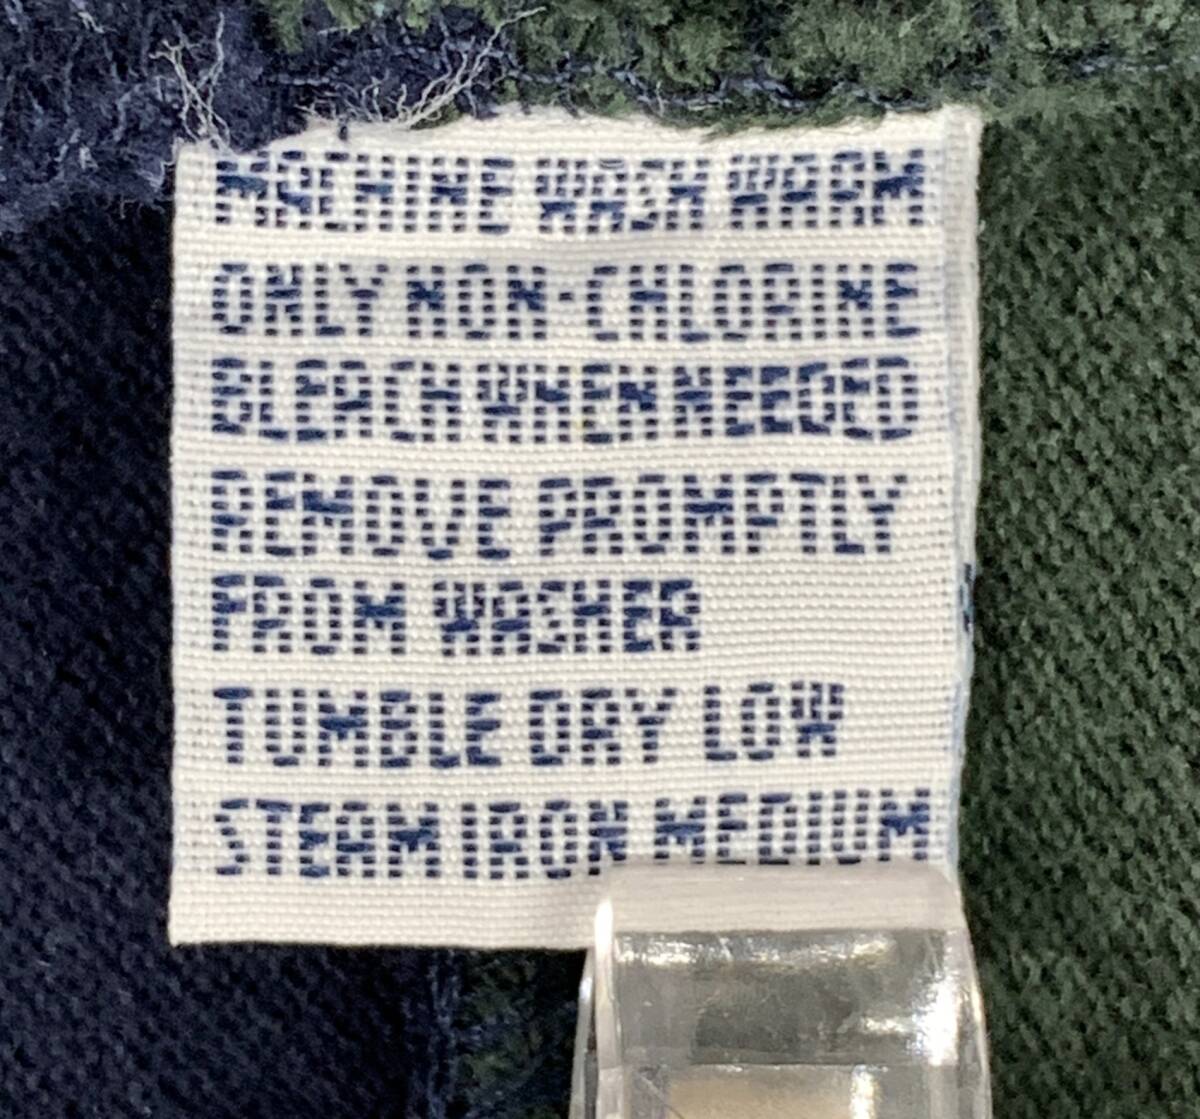 MACHINE WASH WARM
ONLY NON-CHLORINE
BLEACH WHEN NEEDED
REMOVE PROMPTLY
FROM WASHER
TUMBLE DRY LOW
STEAM IRON MEDIUM